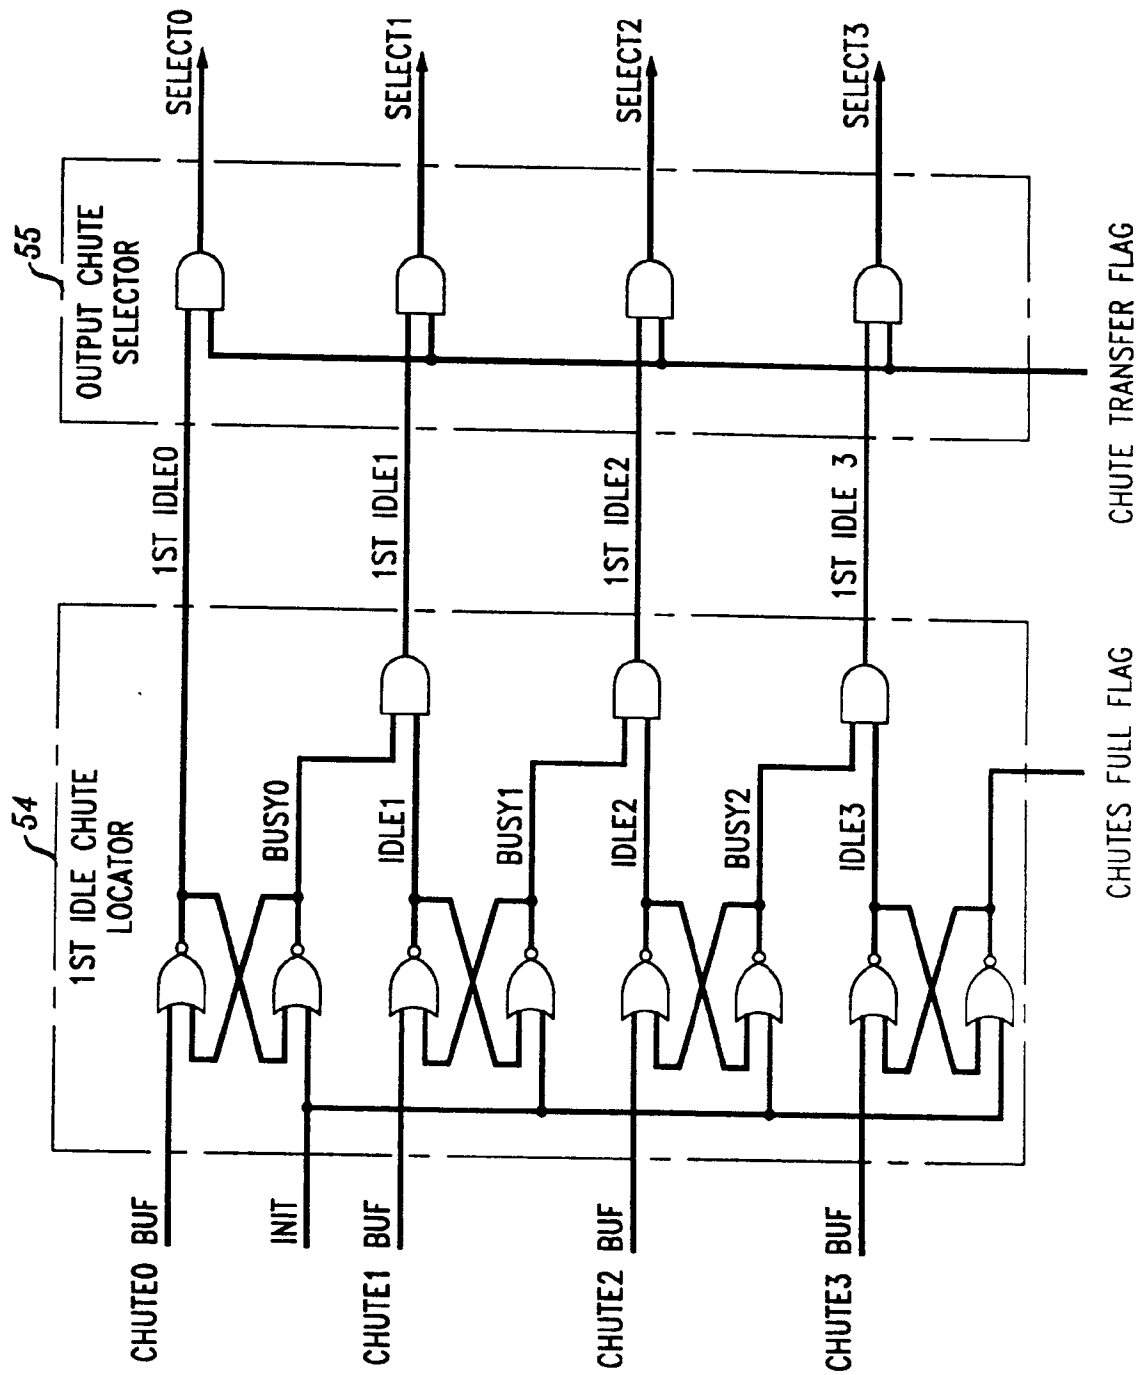 54
1ST IDLE CHUTE
LOCATOR
55
OUTPUT CHUTE
SELECTOR
CHUTE0 BUF
INIT
CHUTE1 BUF
CHUTE2 BUF
CHUTE3 BUF
BUSY0
IDLE1
BUSY1
IDLE2
BUSY2
IDLE3
1ST IDLE0
1ST IDLE1
1ST IDLE2
1ST IDLE 3
SELECT0
SELECT1
SELECT2
SELECT3
CHUTES FULL FLAG
CHUTE TRANSFER FLAG